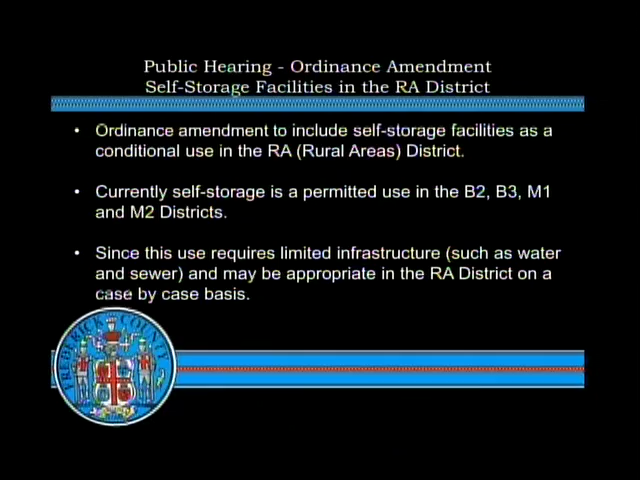 Public Hearing - Ordinance Amendment
Self-Storage Facilities in the RA District
• Ordinance amendment to include self-storage facilities as a
conditional use in the RA (Rural Areas) District.
• Currently self-storage is a permitted use in the B2, B3, M1
and M2 Districts.
• Since this use requires limited infrastructure (such as water
and sewer) and may be appropriate in the RA District on a
case by case basis.
FREDERICK COUNTY